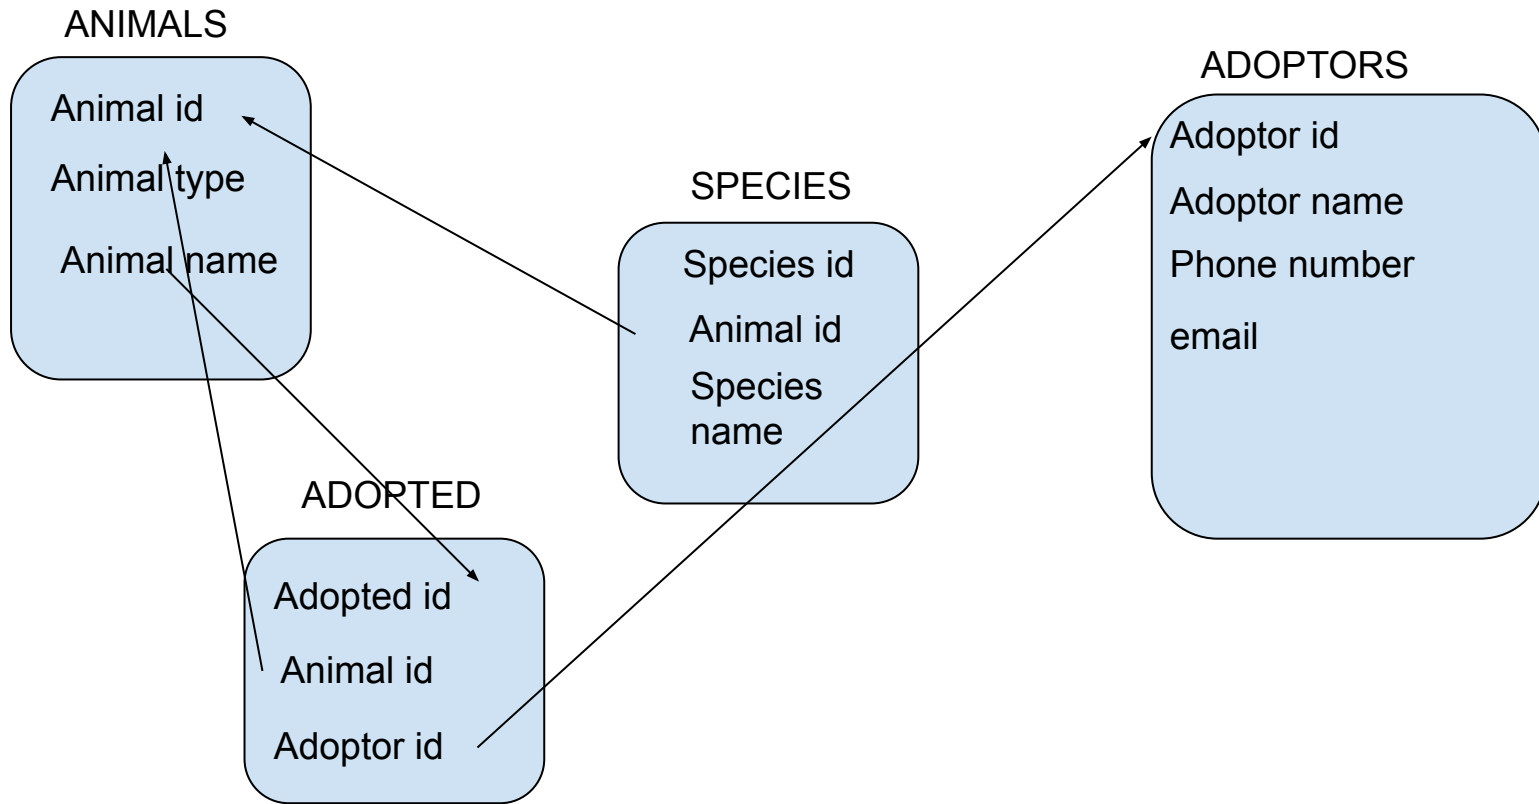 ANIMALS
Animal id
Animal type
Animal name
SPECIES
Species id
Animal id
Species
name
ADOPTORS
Adoptor id
Adoptor name
Phone number
email
ADOPTED
Adopted id
Animal id
Adoptor id